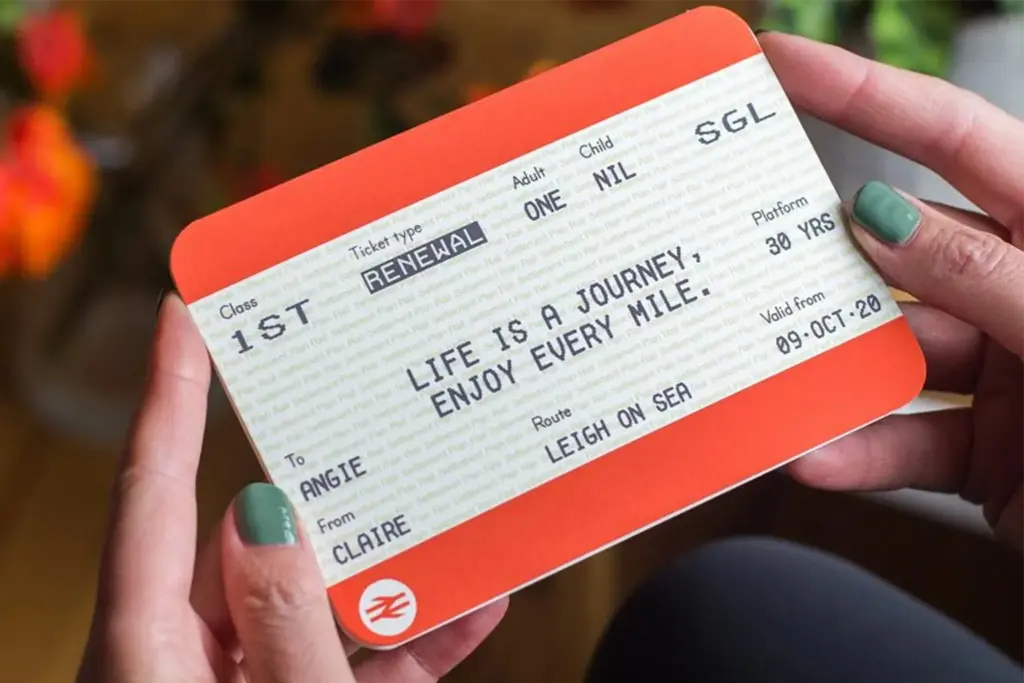 Class
1ST
Ticket type
RENEWAL
Adult
ONE
Child
NIL
SGL
LIFE IS A JOURNEY,
ENJOY EVERY MILE.
Platform
30 YRS
Valid from
09·OCT·20
To
ANGIE
Route
LEIGH ON SEA
From
CLAIRE